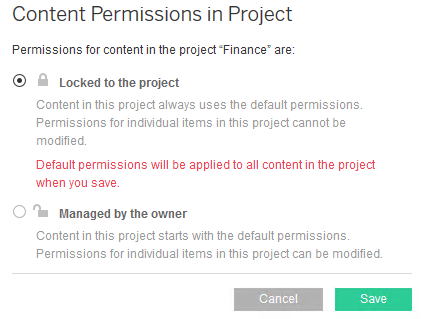 Content Permissions in Project
Permissions for content in the project “Finance” are:
Locked to the project
Content in this project always uses the default permissions.
Permissions for individual items in this project cannot be
modified.
Default permissions will be applied to all content in the project
when you save.
Managed by the owner
Content in this project starts with the default permissions.
Permissions for individual items in this project can be modified.
Cancel
Save